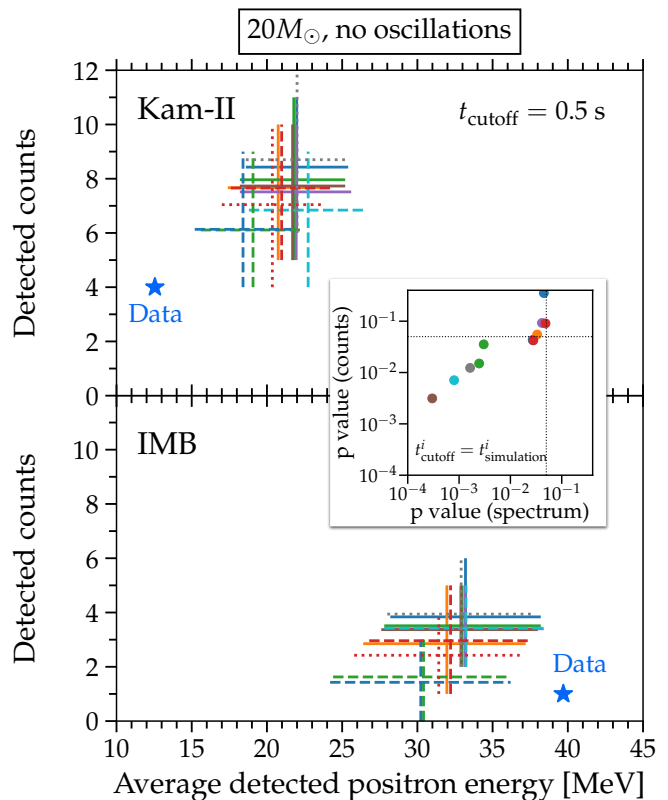 20M☉, no oscillations
Detected counts
12
10
8
6
4
2
0
Kam-II
t_cutoff = 0.5 s
Data
p value (counts)
10⁻¹
10⁻²
10⁻³
10⁻⁴
t^i_cutoff = t^i_simulation
10⁻⁴ 10⁻³ 10⁻² 10⁻¹
p value (spectrum)
Detected counts
10
8
6
4
2
0
IMB
Data
10 15 20 25 30 35 40 45
Average detected positron energy [MeV]